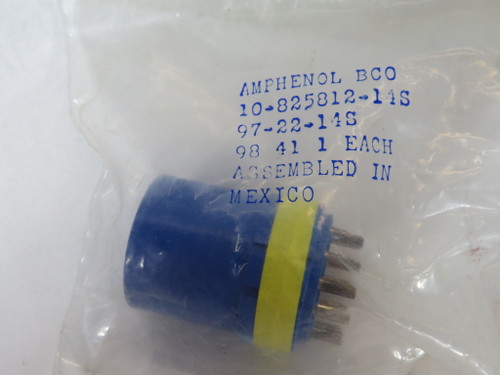 AMPHENOL BCO
10-825812-14S
97-22-14S
98 41 1 EACH
ASSEMBLED IN
MEXICO